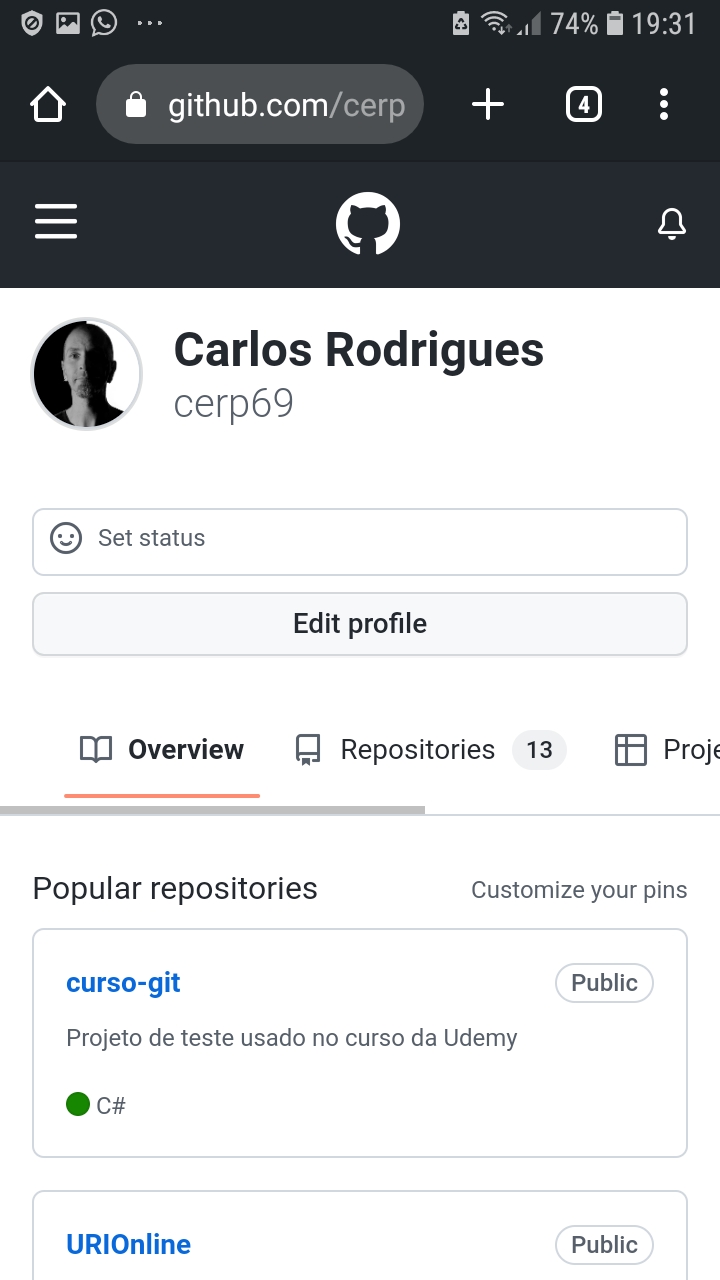 74% 19:31
github.com/cerp
4
Carlos Rodrigues
cerp69
Set status
Edit profile
Overview Repositories 13 Proje
Popular repositories Customize your pins
curso-git Public
Projeto de teste usado no curso da Udemy
C#
URIOnline Public